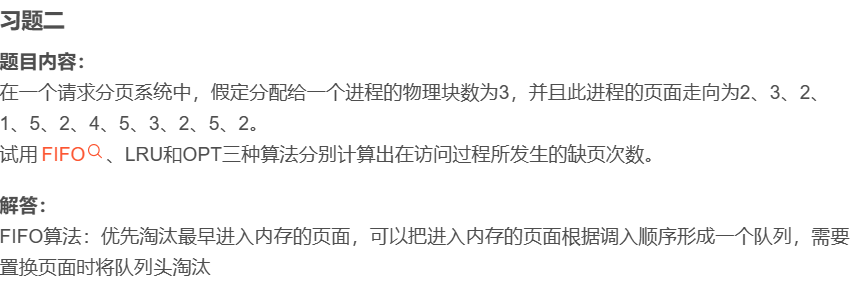 习题二
题目内容：
在一个请求分页系统中，假定分配给一个进程的物理块数为3，并且此进程的页面走向为2、3、2、
1、5、2、4、5、3、2、5、2。
试用FIFO、LRU和OPT三种算法分别计算出在访问过程所发生的缺页次数。
解答：
FIFO算法：优先淘汰最早进入内存的页面，可以把进入内存的页面根据调入顺序形成一个队列，需要
置换页面时将队列头淘汰